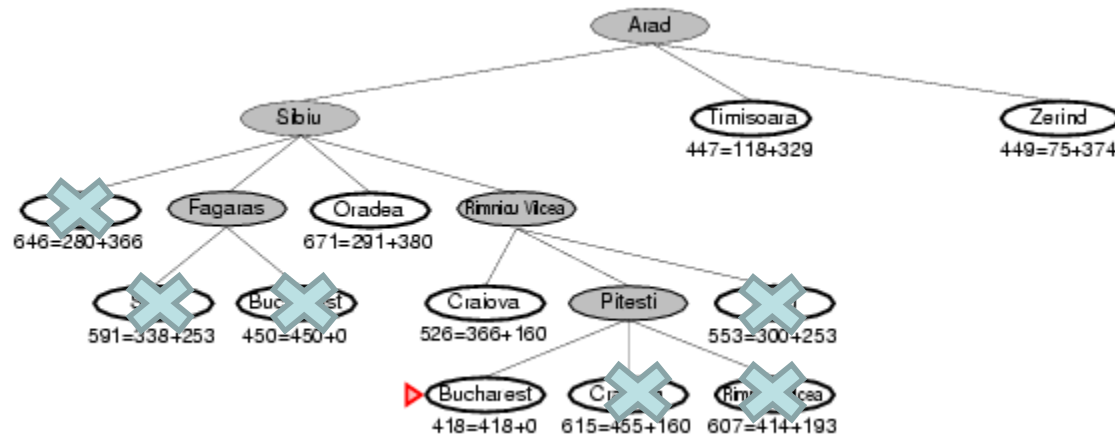 Arad
Sibiu
Timisoara
Zerind
447=118+329
449=75+374
Fagaras
Oradea
Rimnicu Vilcea
646=280+366
671=291+380
Craiova
Pitesti
591=338+253
450=450+0
526=366+160
553=300+253
Bucharest
418=418+0
615=455+160
607=414+193